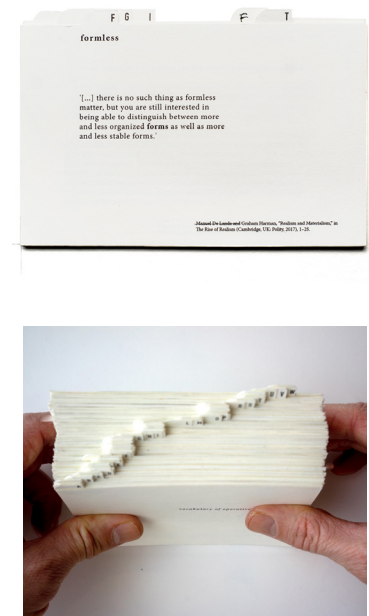 F G I F T
formless
'[...] there is no such thing as formless
matter, but you are still interested in
being able to distinguish between more
and less organized forms as well as more
and less stable forms.'
Manuel De Landa and Graham Harman, "Realism and Materialism," in
The Rise of Realism (Cambridge, UK: Polity, 2017), 1–25.
vocabulary of